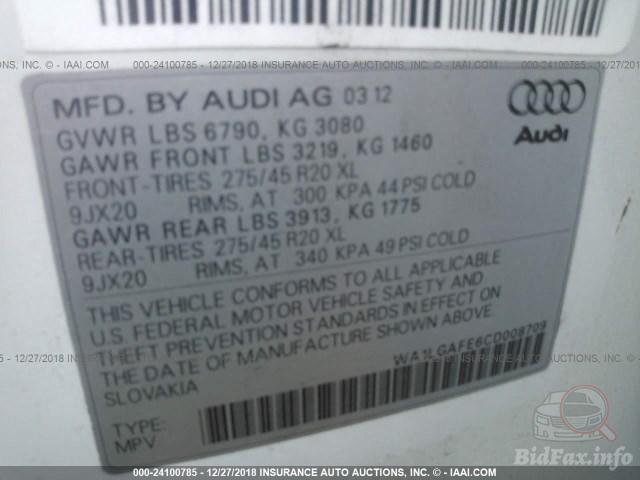 000-24100785 - 12/27/2018 INSURANCE AUTO AUCTIONS, INC. - © IAAI.COM
MFD. BY AUDI AG 03 12
GVWR LBS 6790, KG 3080
GAWR FRONT LBS 3219, KG 1460
FRONT-TIRES 275/45 R20 XL
9JX20 RIMS, AT 300 KPA 44 PSI COLD
GAWR REAR LBS 3913, KG 1775
REAR-TIRES 275/45 R20 XL
9JX20 RIMS, AT 340 KPA 49 PSI COLD
Audi
THIS VEHICLE CONFORMS TO ALL APPLICABLE
U.S. FEDERAL MOTOR VEHICLE SAFETY AND
THEFT PREVENTION STANDARDS IN EFFECT ON
THE DATE OF MANUFACTURE SHOWN ABOVE.
SLOVAKIA
WA1LGAFE6CD008709
TYPE:
MPV
BidFax.info
000-24100785 - 12/27/2018 INSURANCE AUTO AUCTIONS, INC. - © IAAI.COM